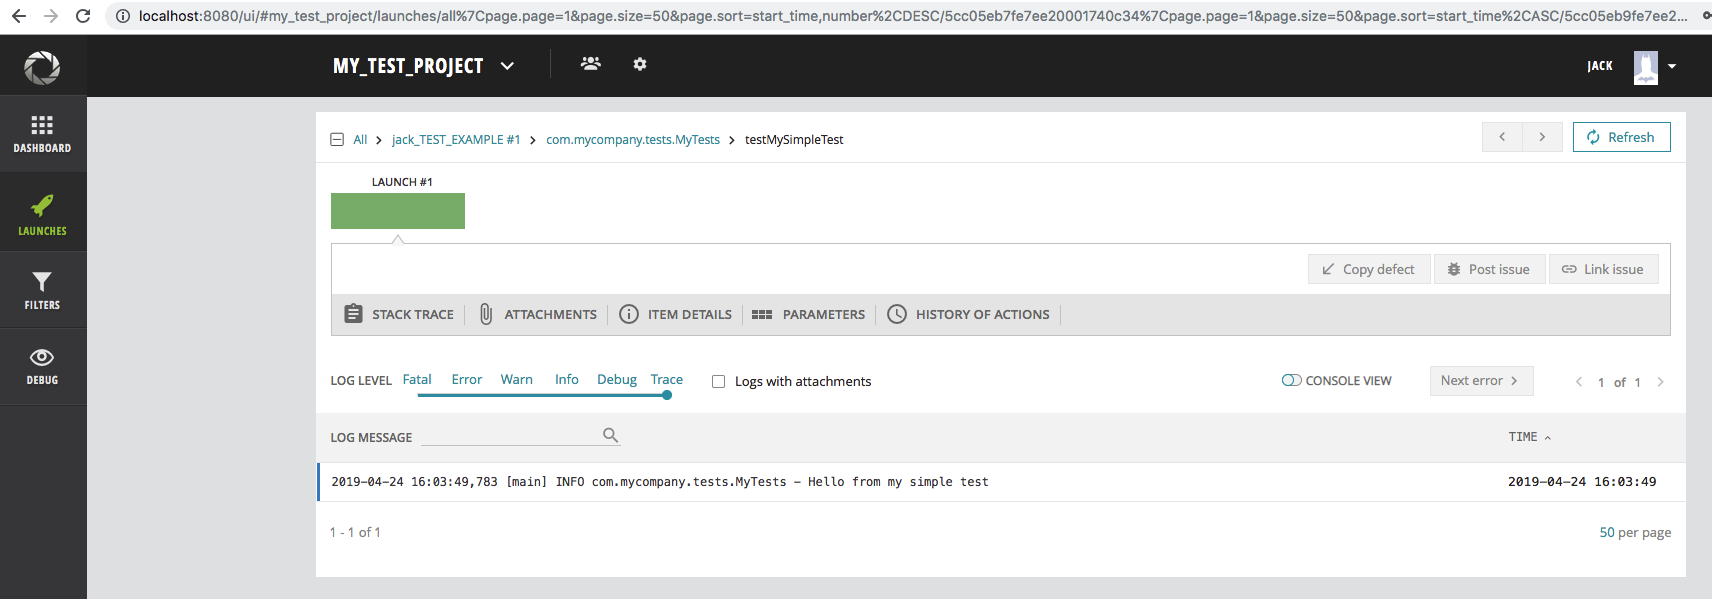 localhost:8080/ui/#my_test_project/launches/all%7Cpage.page=1&page.size=50&page.sort=start_time,number%2CDESC/5cc05eb7fe7ee20001740c34%7Cpage.page=1&page.size=50&page.sort=start_time%2CASC/5cc05eb9fe7ee2...
MY_TEST_PROJECT
JACK
DASHBOARD
LAUNCHES
FILTERS
DEBUG
All > jack_TEST_EXAMPLE #1 > com.mycompany.tests.MyTests > testMySimpleTest
< > Refresh
LAUNCH #1
Copy defect Post issue Link issue
STACK TRACE ATTACHMENTS ITEM DETAILS PARAMETERS HISTORY OF ACTIONS
LOG LEVEL Fatal Error Warn Info Debug Trace Logs with attachments CONSOLE VIEW Next error > < 1 of 1 >
LOG MESSAGE TIME
2019-04-24 16:03:49,783 [main] INFO com.mycompany.tests.MyTests - Hello from my simple test 2019-04-24 16:03:49
1 - 1 of 1 50 per page